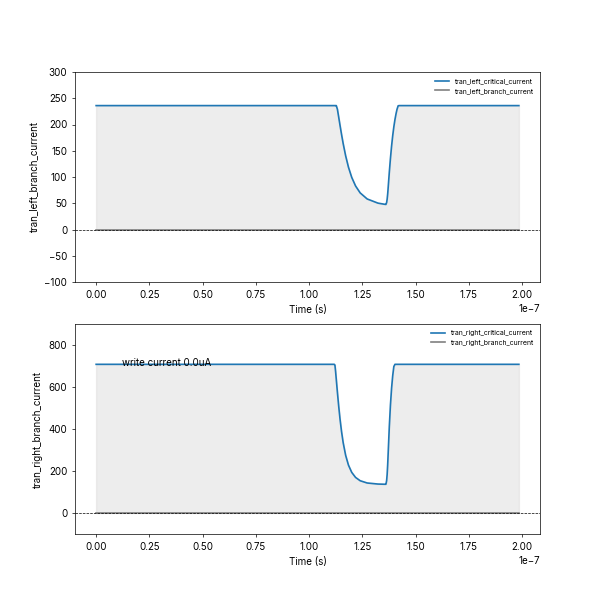 300
250
200
150
100
50
0
−50
−100
tran_left_branch_current
tran_left_critical_current
tran_left_branch_current
0.00 0.25 0.50 0.75 1.00 1.25 1.50 1.75 2.00
Time (s)
1e−7
800
600
400
200
0
tran_right_branch_current
write current 0.0uA
tran_right_critical_current
tran_right_branch_current
0.00 0.25 0.50 0.75 1.00 1.25 1.50 1.75 2.00
Time (s)
1e−7